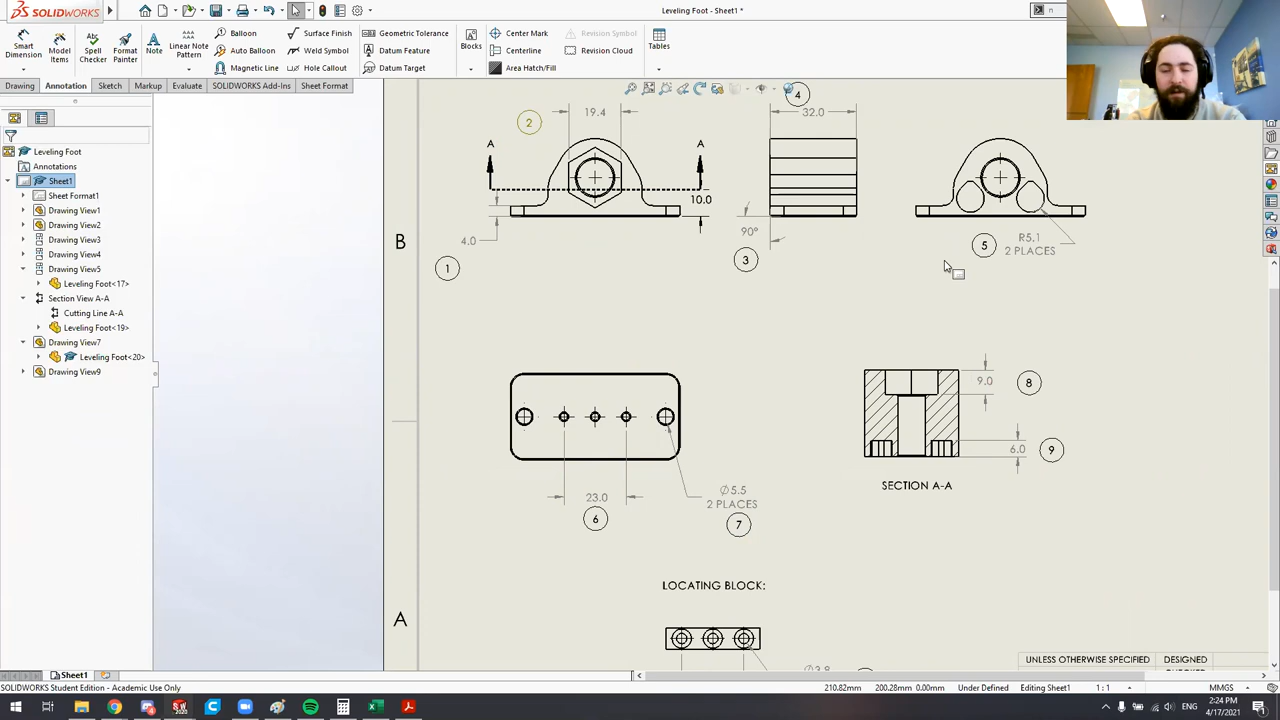 SOLIDWORKS
Leveling Foot - Sheet1 *
Smart Dimension
Model Items
Spell Checker
Format Painter
Note
Linear Note Pattern
Balloon
Auto Balloon
Magnetic Line
Surface Finish
Weld Symbol
Hole Callout
Geometric Tolerance
Datum Feature
Datum Target
Blocks
Center Mark
Centerline
Area Hatch/Fill
Revision Symbol
Revision Cloud
Tables
Drawing
Annotation
Sketch
Markup
Evaluate
SOLIDWORKS Add-Ins
Sheet Format
Leveling Foot
Annotations
Sheet1
Sheet Format1
Drawing View1
Drawing View2
Drawing View3
Drawing View4
Drawing View5
Leveling Foot<17>
Section View A-A
Cutting Line A-A
Leveling Foot<19>
Drawing View7
Leveling Foot<20>
Drawing View9
2
19.4
4
32.0
A
A
10.0
4.0
1
B
90°
3
5
R5.1
2 PLACES
23.0
6
Ø5.5
2 PLACES
7
9.0
8
6.0
9
SECTION A-A
LOCATING BLOCK:
A
UNLESS OTHERWISE SPECIFIED
DESIGNED
Sheet1
SOLIDWORKS Student Edition - Academic Use Only
210.82mm
200.28mm
0.00mm
Under Defined
Editing Sheet1
1 : 1
MMGS
2:24 PM
4/17/2021